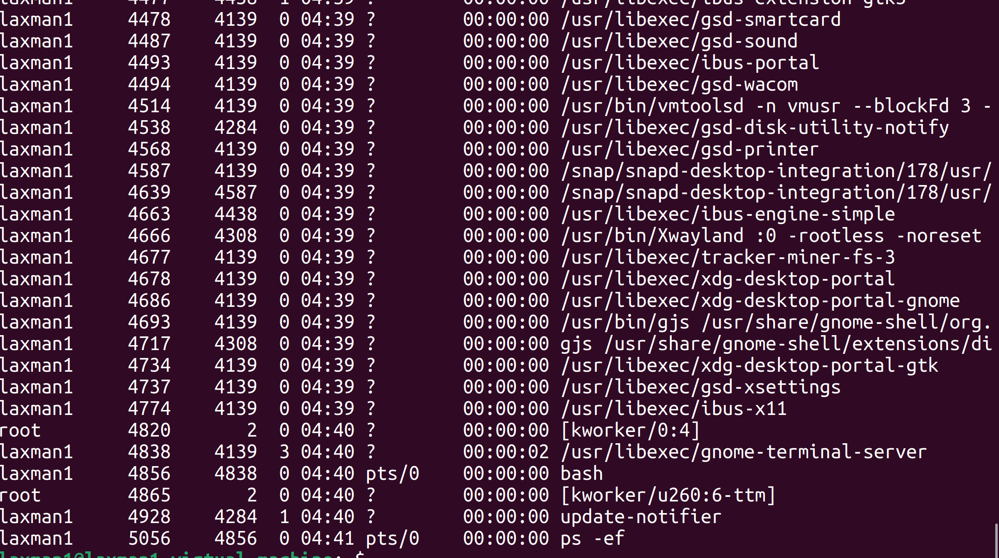 laxman1 4477 4438 1 04:39 ? 00:00:00 /usr/libexec/ibus-extension-gtk3
laxman1 4478 4139 0 04:39 ? 00:00:00 /usr/libexec/gsd-smartcard
laxman1 4487 4139 0 04:39 ? 00:00:00 /usr/libexec/gsd-sound
laxman1 4493 4139 0 04:39 ? 00:00:00 /usr/libexec/ibus-portal
laxman1 4494 4139 0 04:39 ? 00:00:00 /usr/libexec/gsd-wacom
laxman1 4514 4139 0 04:39 ? 00:00:00 /usr/bin/vmtoolsd -n vmusr --blockFd 3 -
laxman1 4538 4284 0 04:39 ? 00:00:00 /usr/libexec/gsd-disk-utility-notify
laxman1 4568 4139 0 04:39 ? 00:00:00 /usr/libexec/gsd-printer
laxman1 4587 4139 0 04:39 ? 00:00:00 /snap/snapd-desktop-integration/178/usr/
laxman1 4639 4587 0 04:39 ? 00:00:00 /snap/snapd-desktop-integration/178/usr/
laxman1 4663 4438 0 04:39 ? 00:00:00 /usr/libexec/ibus-engine-simple
laxman1 4666 4308 0 04:39 ? 00:00:00 /usr/bin/Xwayland :0 -rootless -noreset
laxman1 4677 4139 0 04:39 ? 00:00:00 /usr/libexec/tracker-miner-fs-3
laxman1 4678 4139 0 04:39 ? 00:00:00 /usr/libexec/xdg-desktop-portal
laxman1 4686 4139 0 04:39 ? 00:00:00 /usr/libexec/xdg-desktop-portal-gnome
laxman1 4693 4139 0 04:39 ? 00:00:00 /usr/bin/gjs /usr/share/gnome-shell/org.
laxman1 4717 4308 0 04:39 ? 00:00:00 gjs /usr/share/gnome-shell/extensions/di
laxman1 4734 4139 0 04:39 ? 00:00:00 /usr/libexec/xdg-desktop-portal-gtk
laxman1 4737 4139 0 04:39 ? 00:00:00 /usr/libexec/gsd-xsettings
laxman1 4774 4139 0 04:39 ? 00:00:00 /usr/libexec/ibus-x11
root 4820 2 0 04:40 ? 00:00:00 [kworker/0:4]
laxman1 4838 4139 3 04:40 ? 00:00:02 /usr/libexec/gnome-terminal-server
laxman1 4856 4838 0 04:40 pts/0 00:00:00 bash
root 4865 2 0 04:40 ? 00:00:00 [kworker/u260:6-ttm]
laxman1 4928 4284 1 04:40 ? 00:00:00 update-notifier
laxman1 5056 4856 0 04:41 pts/0 00:00:00 ps -ef
laxman1@laxman1-virtual-machine:~$